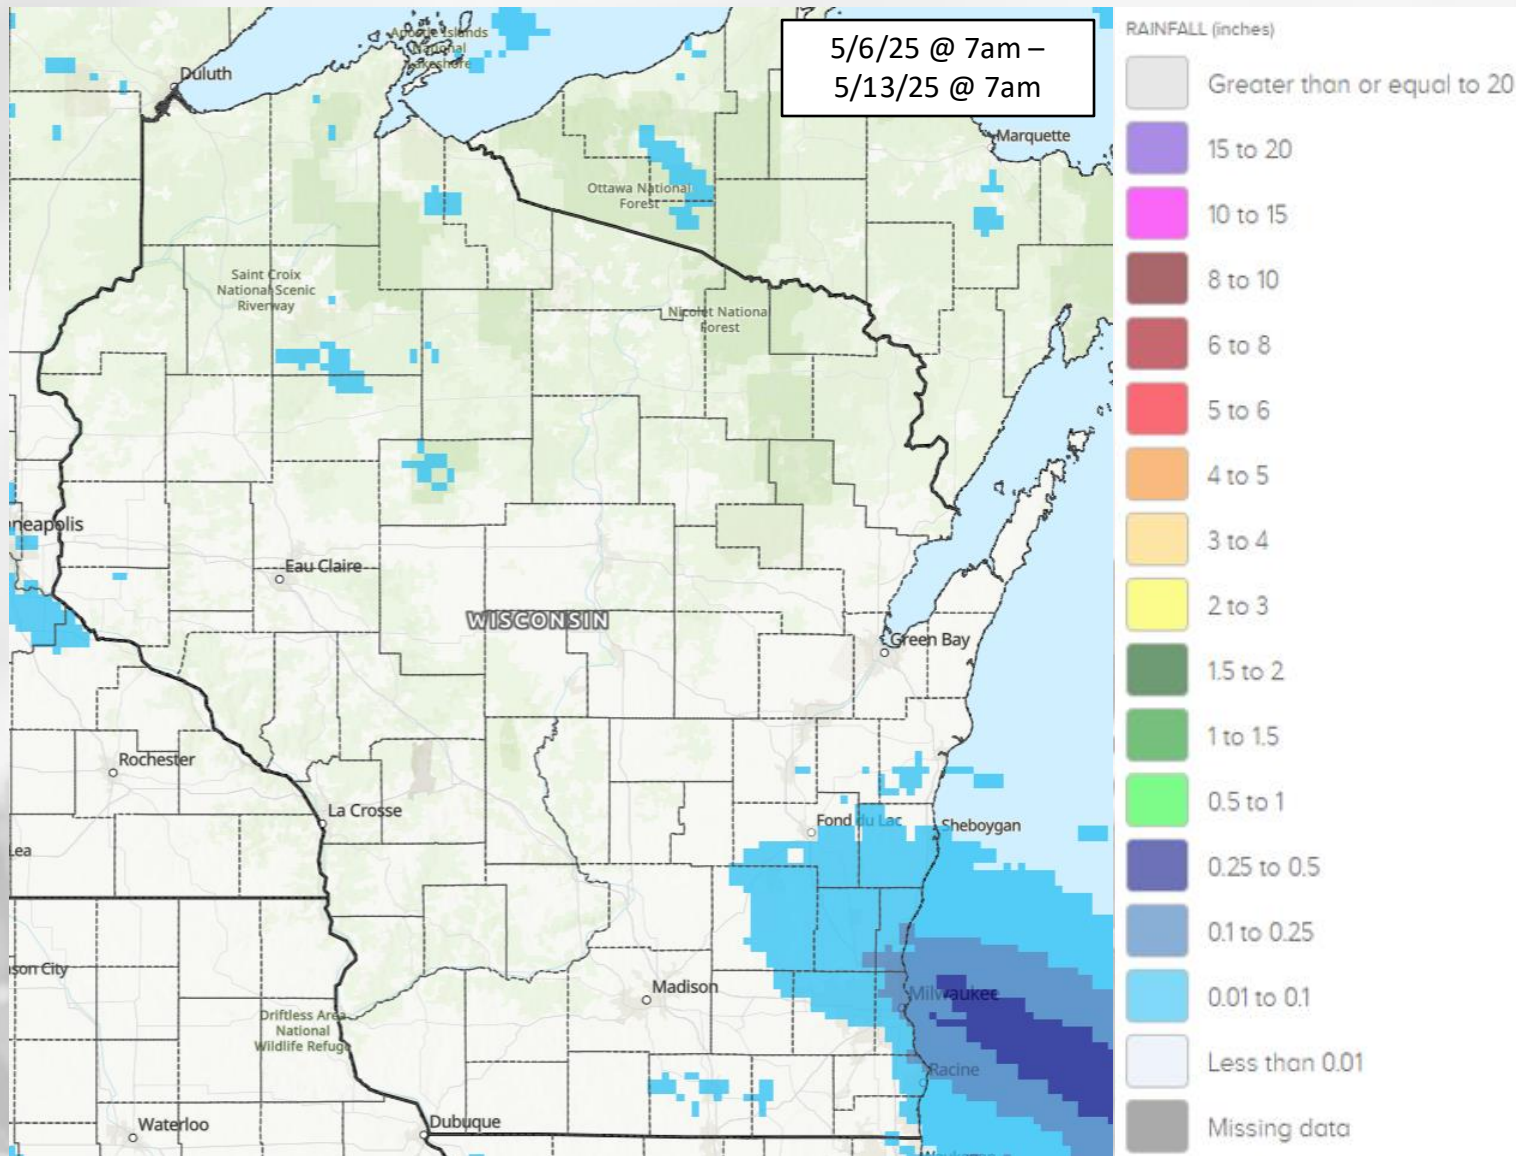 5/6/25 @ 7am –
5/13/25 @ 7am
RAINFALL (inches)
Greater than or equal to 20
15 to 20
10 to 15
8 to 10
6 to 8
5 to 6
4 to 5
3 to 4
2 to 3
1.5 to 2
1 to 1.5
0.5 to 1
0.25 to 0.5
0.1 to 0.25
0.01 to 0.1
Less than 0.01
Missing data
Apostle Islands
National
Lakeshore
Duluth
Marquette
Ottawa National
Forest
Saint Croix
National Scenic
Riverway
Nicolet National
Forest
neapolis
Eau Claire
WISCONSIN
Green Bay
Rochester
La Crosse
Fond du Lac
Sheboygan
Lea
son City
Madison
Milwaukee
Driftless Area
National
Wildlife Refuge
Racine
Waterloo
Dubuque